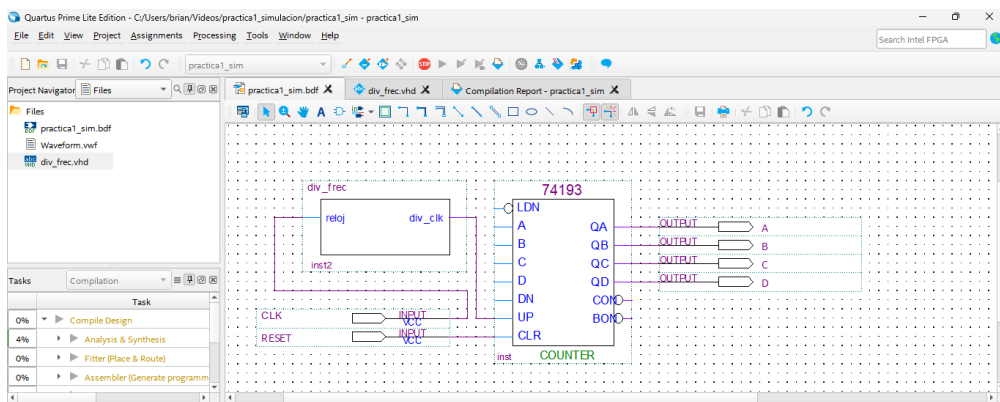 Quartus Prime Lite Edition - C:/Users/brian/Videos/practica1_simulacion/practica1_sim - practica1_sim
File Edit View Project Assignments Processing Tools Window Help
Search Intel FPGA
practica1_sim
Project Navigator Files
practica1_sim.bdf div_frec.vhd Compilation Report - practica1_sim
Files
practica1_sim.bdf
Waveform.vwf
div_frec.vhd
Tasks Compilation
Task
0% Compile Design
4% Analysis & Synthesis
0% Fitter (Place & Route)
0% Assembler (Generate programm
div_frec
reloj div_clk
inst2
74193
LDN
A QA
B QB
C QC
D QD
DN CON
UP BON
CLR
inst COUNTER
CLK INPUT
VCC
RESET INPUT
VCC
OUTPUT A
OUTPUT B
OUTPUT C
OUTPUT D